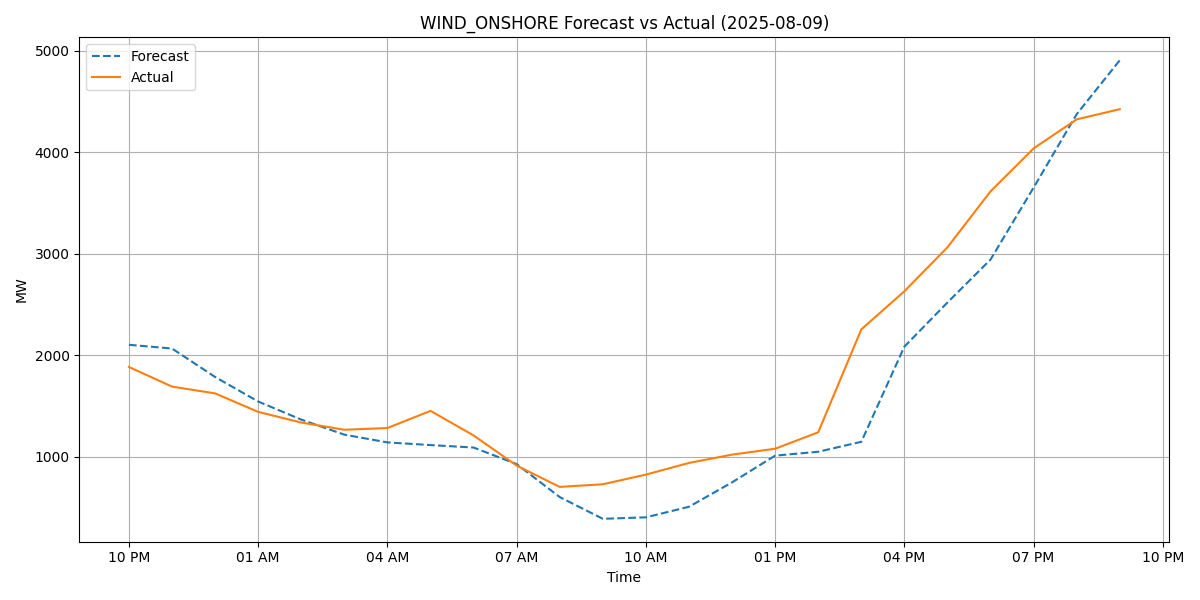 WIND_ONSHORE Forecast vs Actual (2025-08-09)
Forecast
Actual
5000
4000
3000
2000
1000
MW
10 PM 01 AM 04 AM 07 AM 10 AM 01 PM 04 PM 07 PM 10 PM
Time